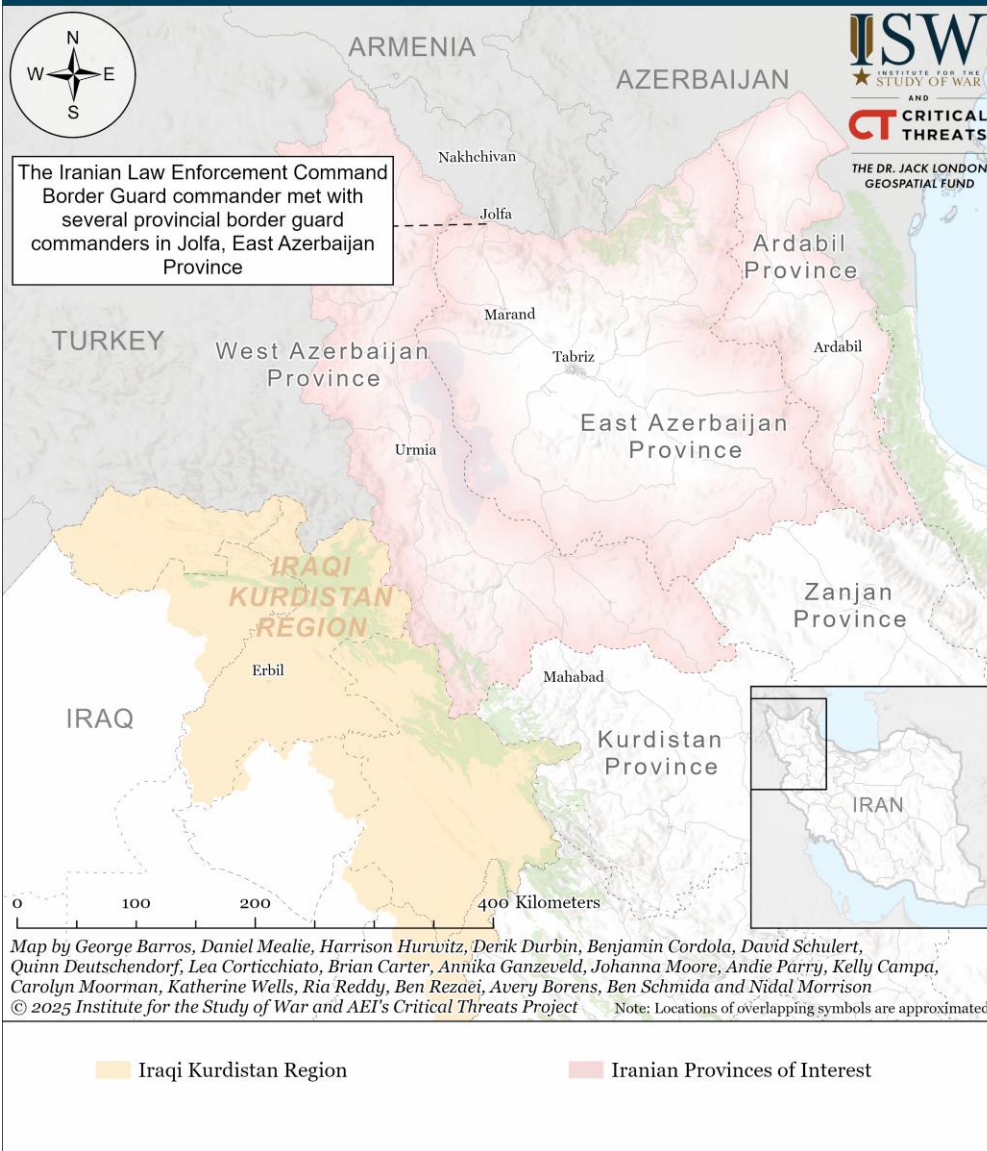 N
W
E
S
ARMENIA
AZERBAIJAN
ISW
INSTITUTE FOR THE
STUDY OF WAR
AND
CT CRITICAL
THREATS
THE DR. JACK LONDON
GEOSPATIAL FUND
Nakhchivan
The Iranian Law Enforcement Command
Border Guard commander met with
several provincial border guard
commanders in Jolfa, East Azerbaijan
Province
Jolfa
Ardabil
Province
Marand
TURKEY
West Azerbaijan
Province
Tabriz
Ardabil
East Azerbaijan
Province
Urmia
IRAQI
KURDISTAN
REGION
Zanjan
Province
Erbil
Mahabad
IRAQ
Kurdistan
Province
IRAN
0 100 200 400 Kilometers
Map by George Barros, Daniel Mealie, Harrison Hurwitz, Derik Durbin, Benjamin Cordola, David Schulert,
Quinn Deutschendorf, Lea Corticchiato, Brian Carter, Annika Ganzeveld, Johanna Moore, Andie Parry, Kelly Campa,
Carolyn Moorman, Katherine Wells, Ria Reddy, Ben Rezaei, Avery Borens, Ben Schmida and Nidal Morrison
© 2025 Institute for the Study of War and AEI's Critical Threats Project Note: Locations of overlapping symbols are approximated
Iraqi Kurdistan Region
Iranian Provinces of Interest